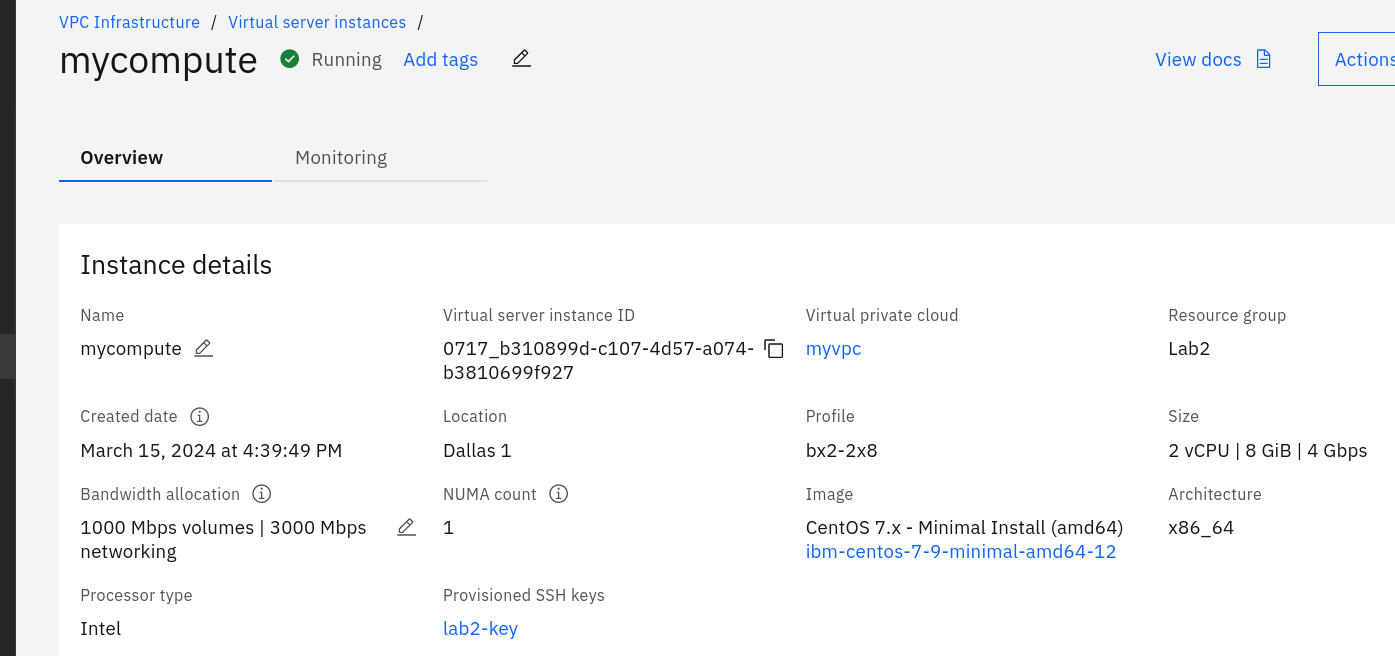 VPC Infrastructure / Virtual server instances /
mycompute Running Add tags View docs Actions
Overview Monitoring
Instance details
Name Virtual server instance ID Virtual private cloud Resource group
mycompute 0717_b310899d-c107-4d57-a074- myvpc Lab2
b3810699f927
Created date Location Profile Size
March 15, 2024 at 4:39:49 PM Dallas 1 bx2-2x8 2 vCPU | 8 GiB | 4 Gbps
Bandwidth allocation NUMA count Image Architecture
1000 Mbps volumes | 3000 Mbps 1 CentOS 7.x - Minimal Install (amd64) x86_64
networking ibm-centos-7-9-minimal-amd64-12
Processor type Provisioned SSH keys
Intel lab2-key